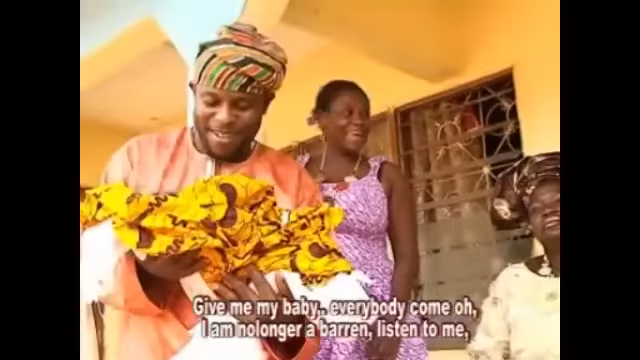 Give me my baby,. everybody come oh,
I am nolonger a barren, listen to me,